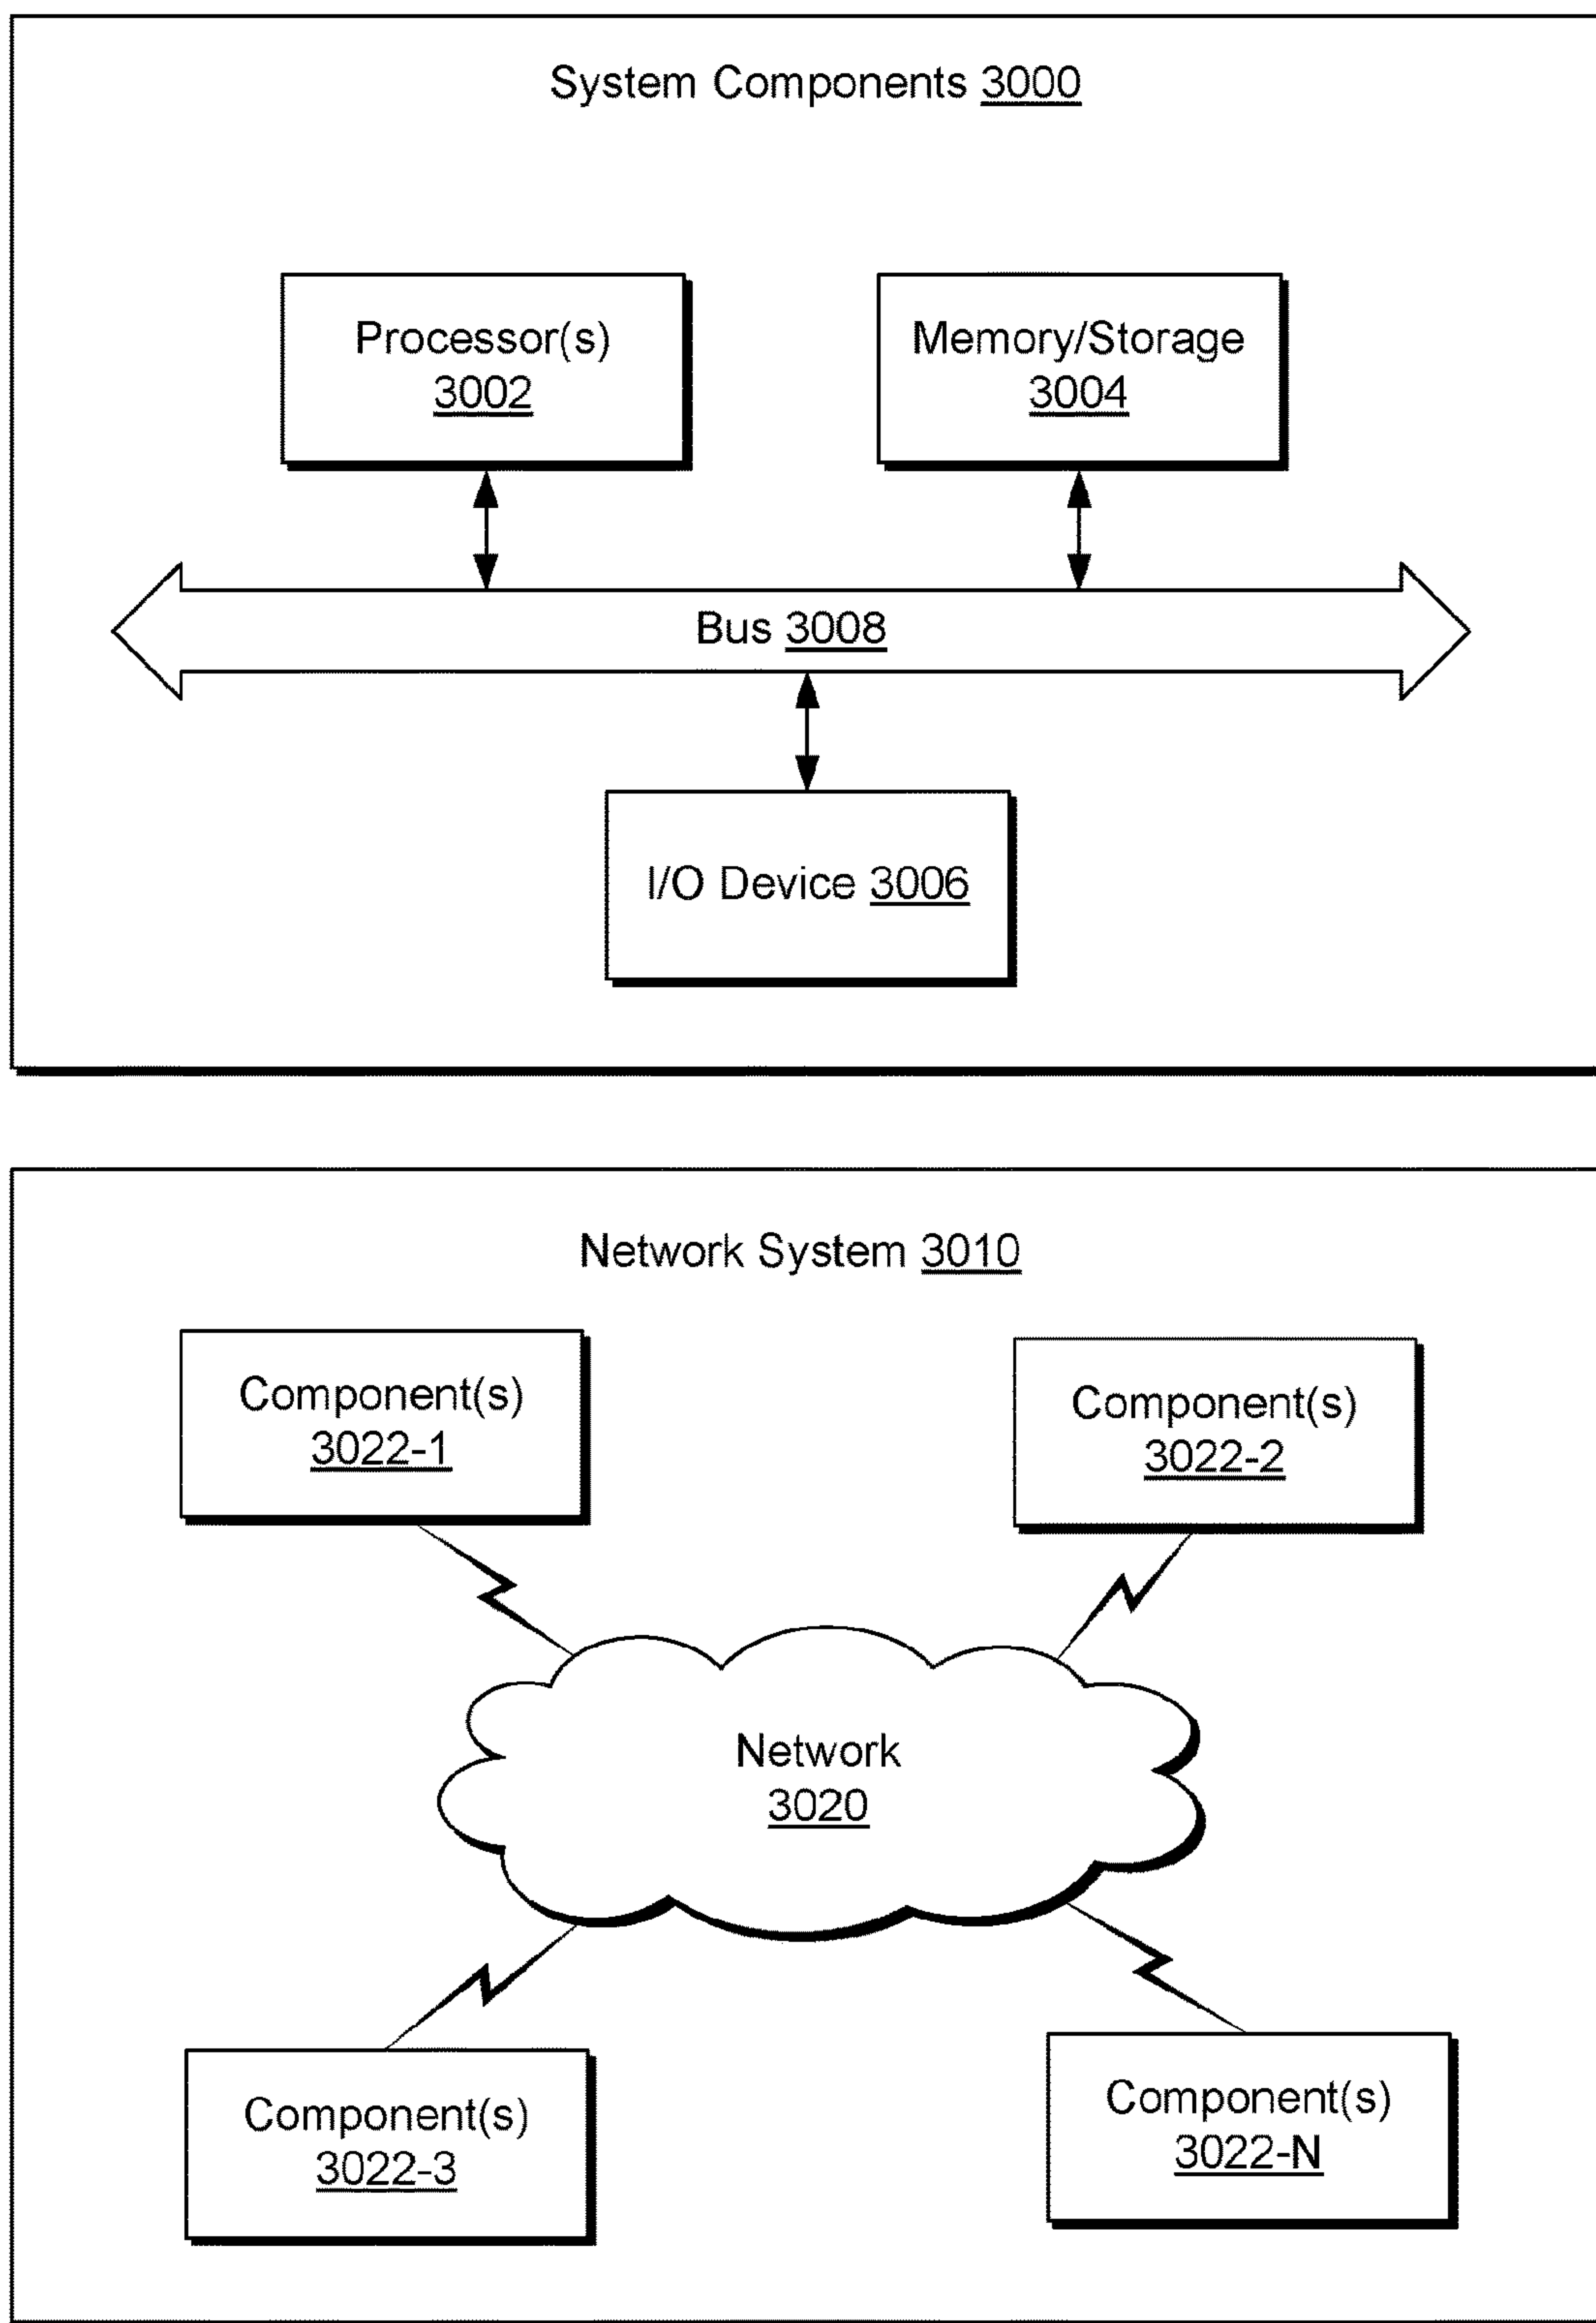 System Components 3000
Processor(s)
3002
Memory/Storage
3004
Bus 3008
I/O Device 3006
Network System 3010
Component(s)
3022-1
Component(s)
3022-2
Network
3020
Component(s)
3022-3
Component(s)
3022-N